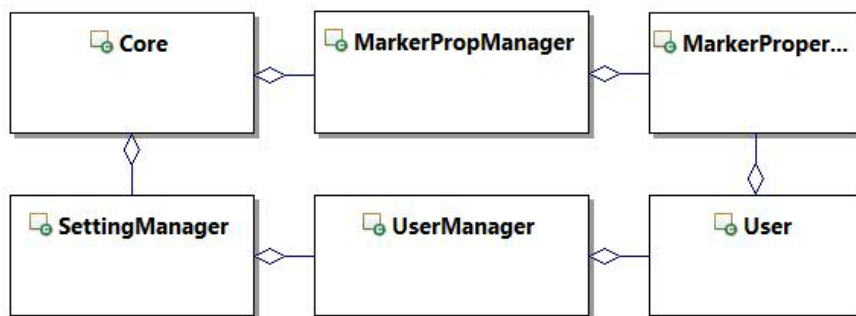 Core
MarkerPropManager
MarkerProper...
SettingManager
UserManager
User